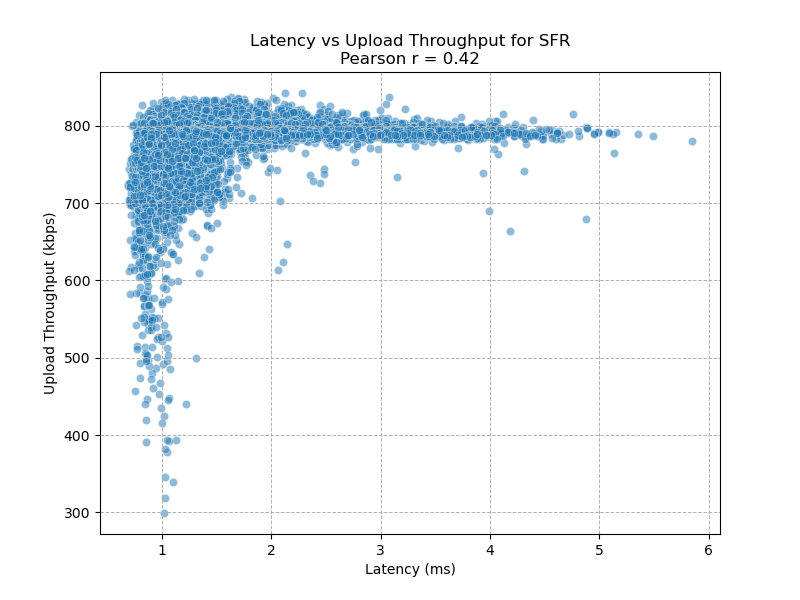 Latency vs Upload Throughput for SFR
Pearson r = 0.42
Upload Throughput (kbps)
800
700
600
500
400
300
1 2 3 4 5 6
Latency (ms)